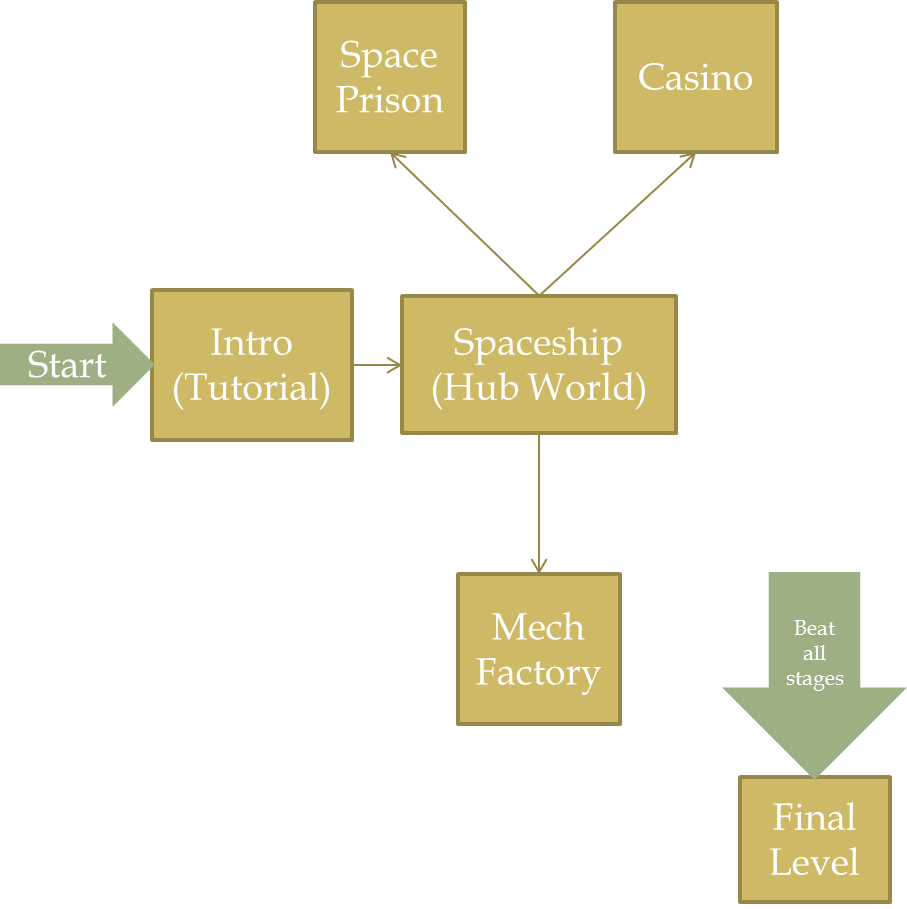 Space
Prison
Casino
Start
Intro
(Tutorial)
Spaceship
(Hub World)
Mech
Factory
Beat
all
stages
Final
Level